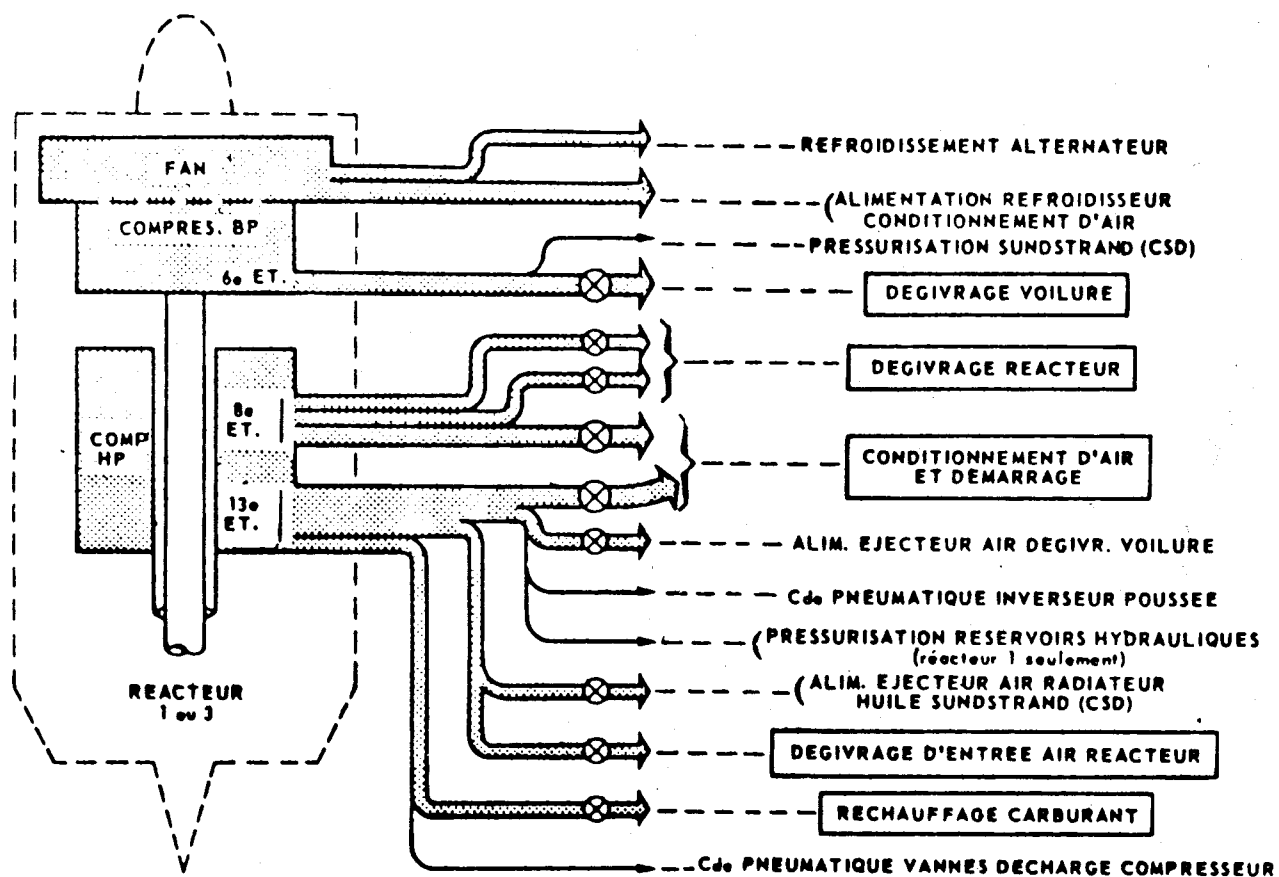 REFROIDISSEMENT ALTERNATEUR
FAN
(ALIMENTATION REFROIDISSEUR
CONDITIONNEMENT D'AIR
COMPRES. BP
PRESSURISATION SUNDSTRAND (CSD)
6e ET.
DEGIVRAGE VOILURE
DEGIVRAGE REACTEUR
8e
ET.
COMP
HP
CONDITIONNEMENT D'AIR
ET DEMARRAGE
13e
ET.
ALIM. EJECTEUR AIR DEGIVR. VOILURE
Cde PNEUMATIQUE INVERSEUR POUSSEE
(PRESSURISATION RESERVOIRS HYDRAULIQUES
(réacteur 1 seulement)
REACTEUR
1 ou 3
(ALIM. EJECTEUR AIR RADIATEUR
HUILE SUNDSTRAND (CSD)
DEGIVRAGE D'ENTREE AIR REACTEUR
RECHAUFFAGE CARBURANT
Cde PNEUMATIQUE VANNES DECHARGE COMPRESSEUR